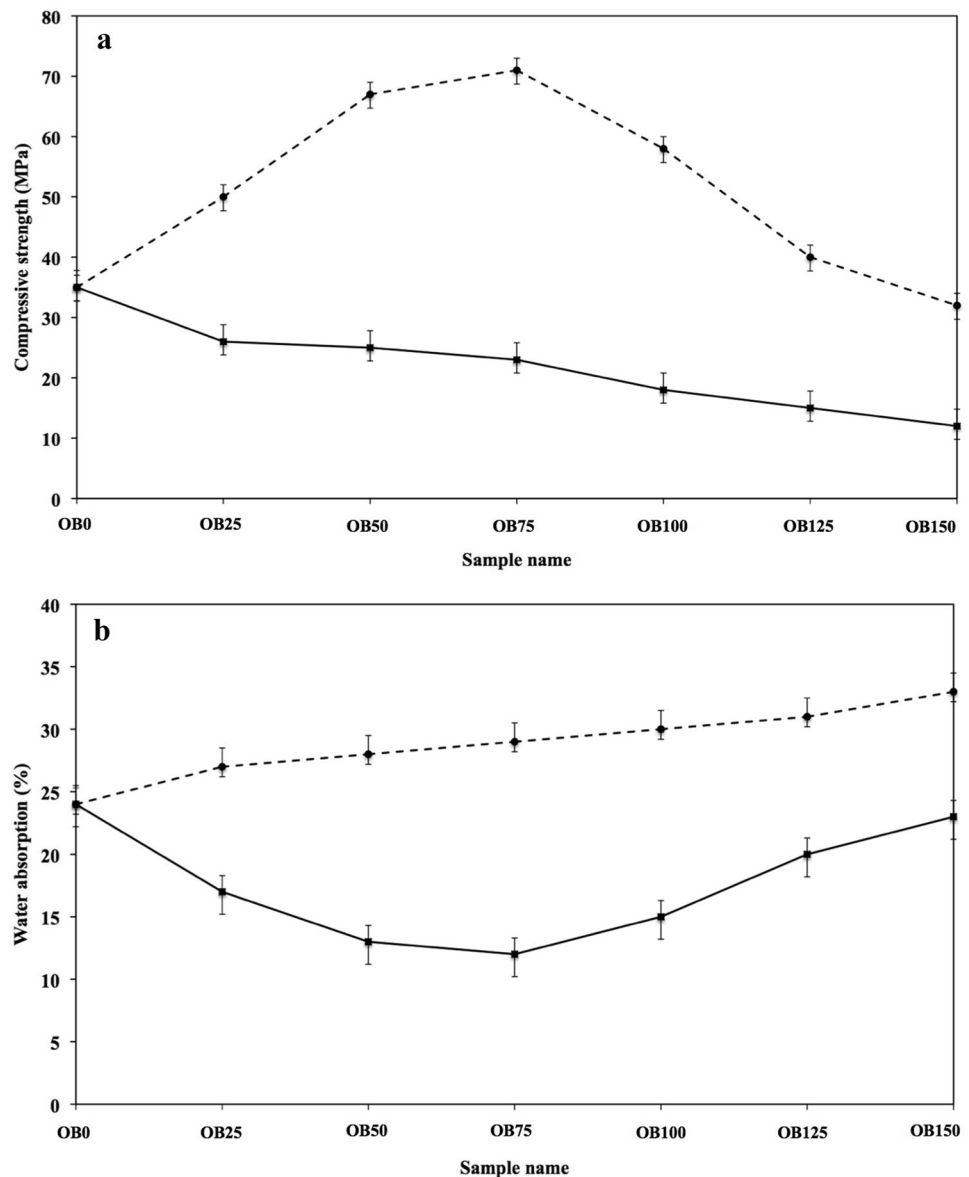 a
Compressive strength (MPa)
80
70
60
50
40
30
20
10
0
OB0 OB25 OB50 OB75 OB100 OB125 OB150
Sample name
b
Water absorption (%)
40
35
30
25
20
15
10
5
0
OB0 OB25 OB50 OB75 OB100 OB125 OB150
Sample name